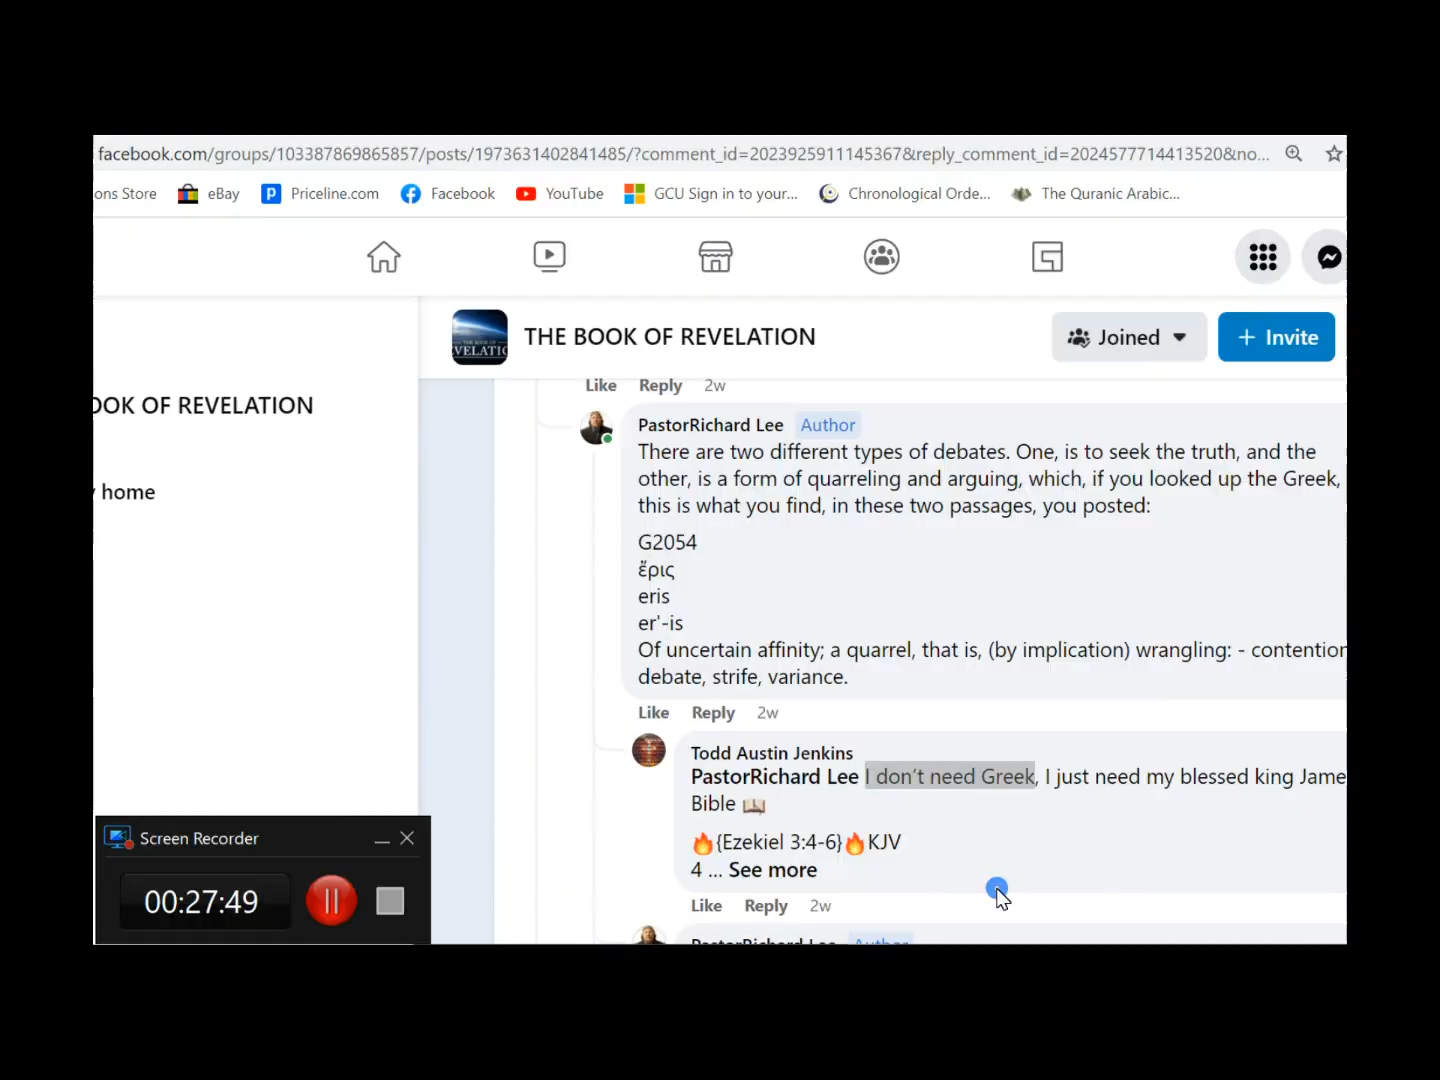 facebook.com/groups/103387869865857/posts/1973631402841485/?comment_id=2023925911145367&reply_comment_id=2024577714413520&no...
ons Store eBay Priceline.com Facebook YouTube GCU Sign in to your... Chronological Orde... The Quranic Arabic...
THE BOOK OF REVELATION Joined + Invite
OOK OF REVELATION
home
Like Reply 2w
PastorRichard Lee Author
There are two different types of debates. One, is to seek the truth, and the
other, is a form of quarreling and arguing, which, if you looked up the Greek,
this is what you find, in these two passages, you posted:
G2054
ἔρις
eris
er'-is
Of uncertain affinity; a quarrel, that is, (by implication) wrangling: - contention
debate, strife, variance.
Like Reply 2w
Todd Austin Jenkins
PastorRichard Lee I don't need Greek, I just need my blessed king Jame
Bible 📖
🔥{Ezekiel 3:4-6}🔥KJV
4 ... See more
Like Reply 2w
PastorRichard Lee Author
Screen Recorder
00:27:49